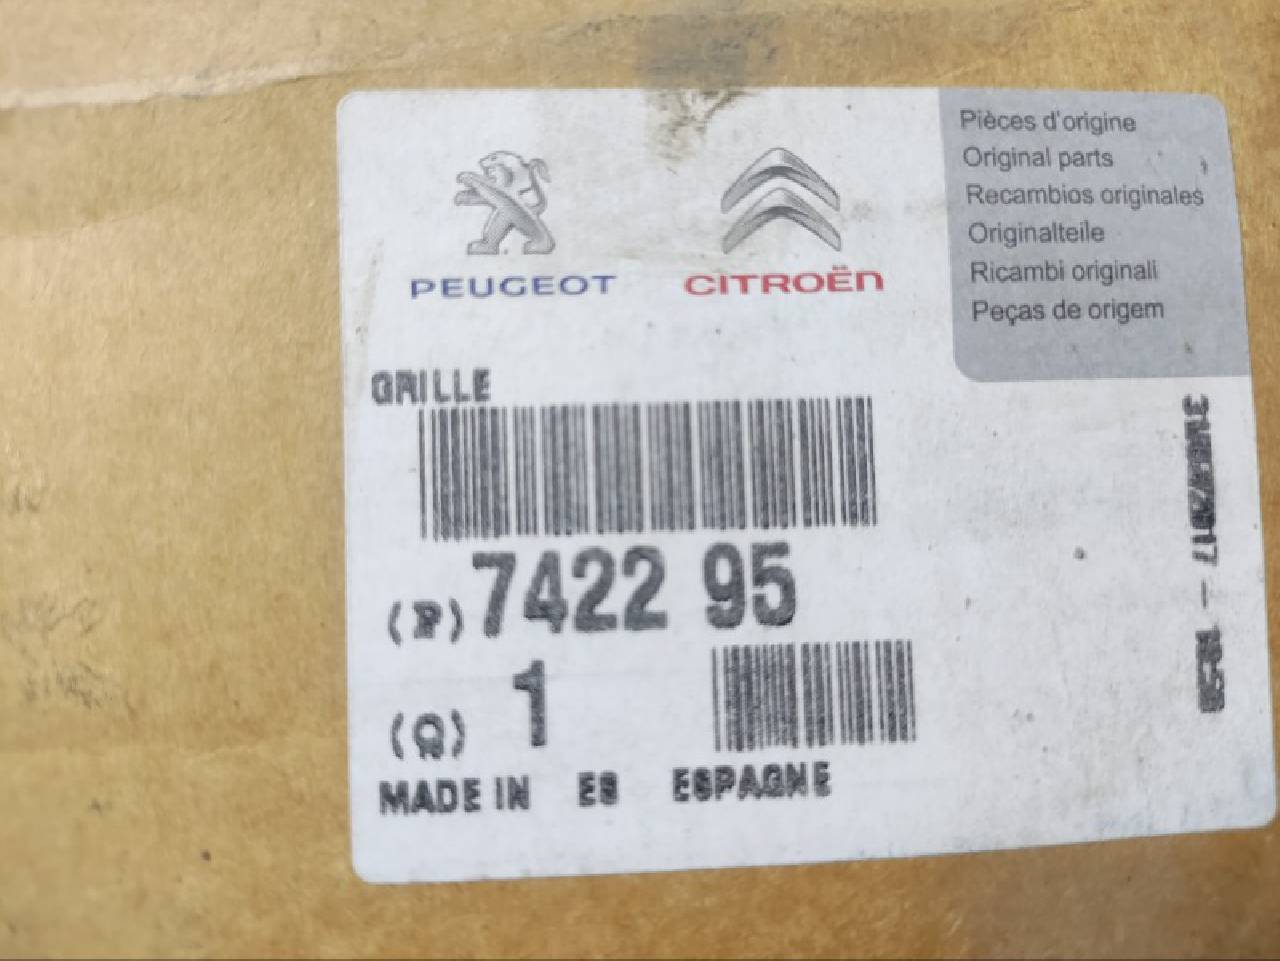 PEUGEOT
CITROËN
Pièces d'origine
Original parts
Recambios originales
Originalteile
Ricambi originali
Peças de origem
GRILLE
(P) 7422 95
(Q) 1
MADE IN ES ESPAGNE